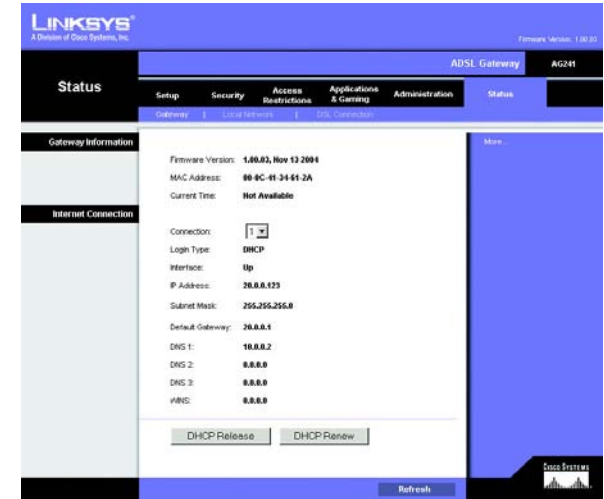 LINKSYS®
A Division of Cisco Systems, Inc.
ADSL Gateway AG241
Status
Setup Security Access Restrictions Applications & Gaming Administration Status
Gateway | Local Network | DSL Connection
Gateway Information
More...
Firmware Version: 1.00.03, Nov 13 2004
MAC Address: 00-0C-41-34-61-2A
Current Time: Not Available
Internet Connection
Connection: 1
Login Type: DHCP
Interface: Up
IP Address: 20.0.0.123
Subnet Mask: 255.255.255.0
Default Gateway: 20.0.0.1
DNS 1: 10.0.0.2
DNS 2: 0.0.0.0
DNS 3: 0.0.0.0
WINS: 0.0.0.0
DHCP Release DHCP Renew
Refresh
CISCO SYSTEMS